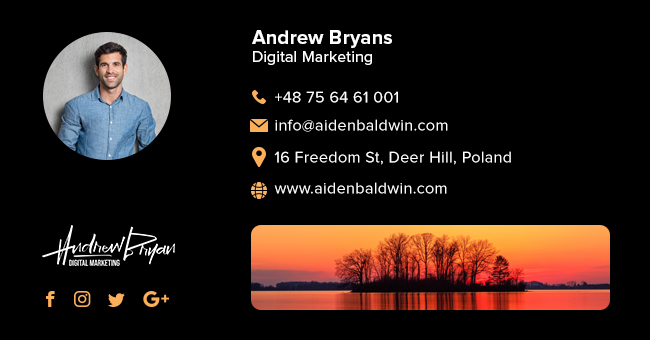 Andrew Bryans
Digital Marketing
+48 75 64 61 001
info@aidenbaldwin.com
16 Freedom St, Deer Hill, Poland
www.aidenbaldwin.com
Andrew Bryan
DIGITAL MARKETING
f
G+